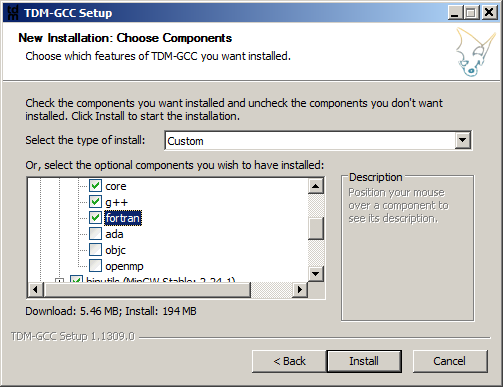 TDM-GCC Setup
New Installation: Choose Components
Choose which features of TDM-GCC you want installed.
Check the components you want installed and uncheck the components you don't want
installed. Click Install to start the installation.
Select the type of install:
Custom
Or, select the optional components you wish to have installed:
core
g++
fortran
ada
objc
openmp
binutils (MinGW Stable: 2.24-1)
Description
Position your mouse
over a component to
see its description.
Download: 5.46 MB; Install: 194 MB
TDM-GCC Setup 1.1309.0
< Back
Install
Cancel